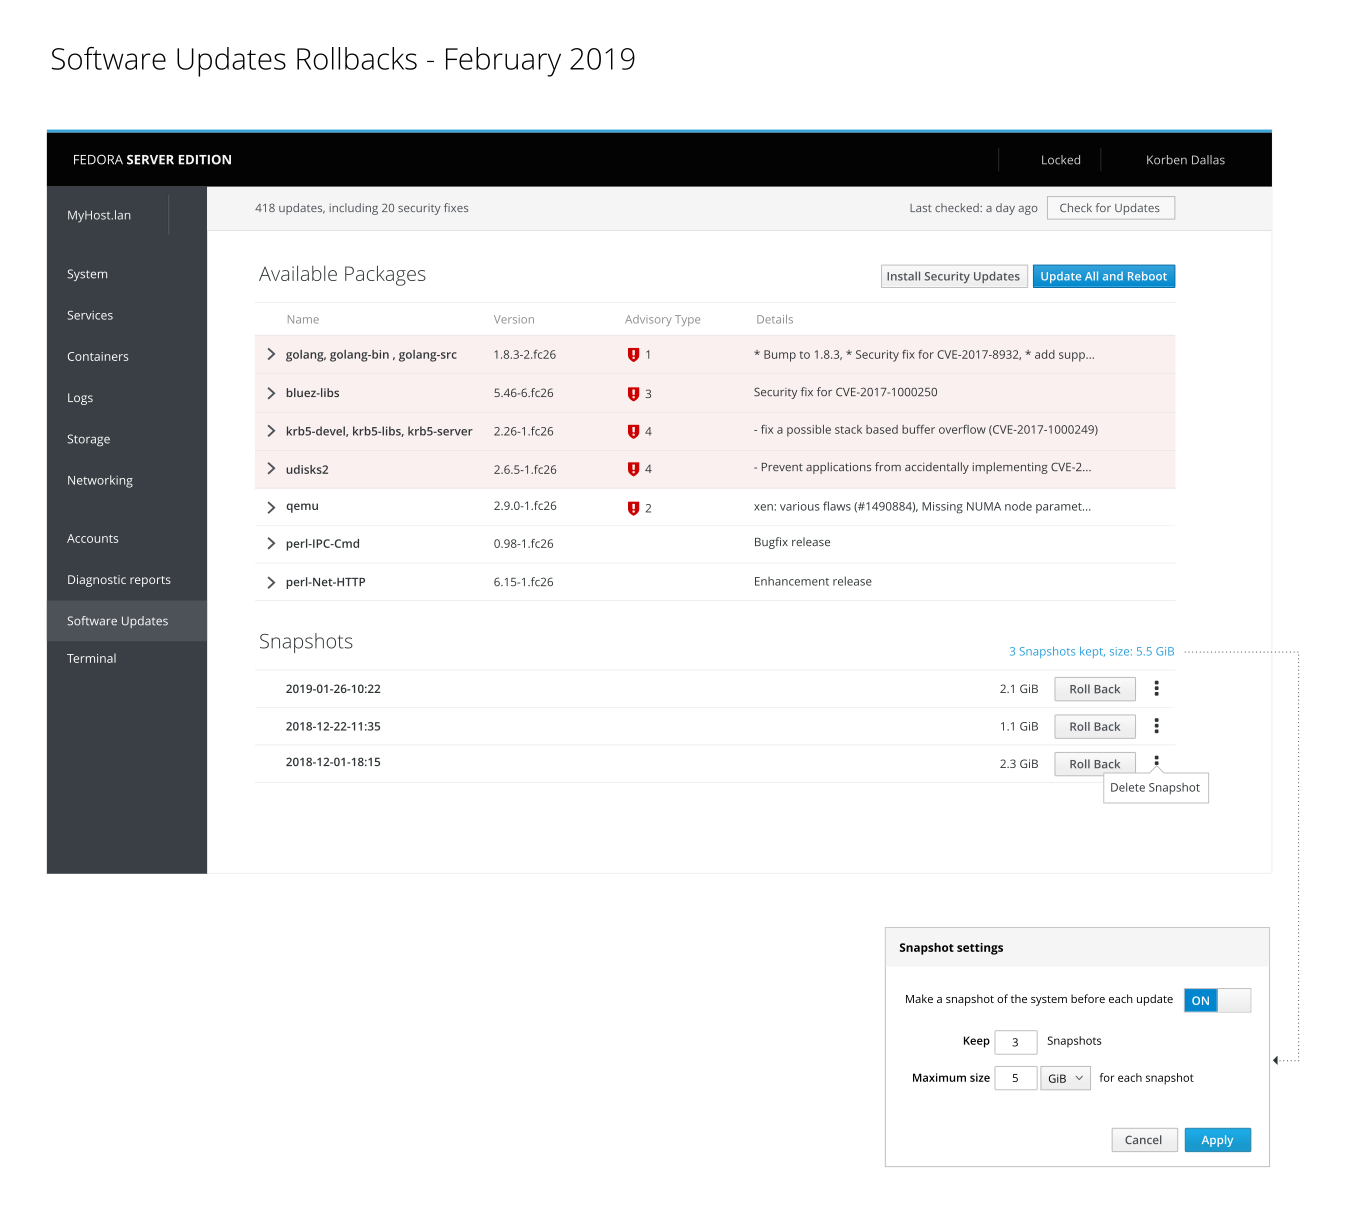 Software Updates Rollbacks - February 2019
FEDORA SERVER EDITION
Locked
Korben Dallas
MyHost.lan
418 updates, including 20 security fixes
Last checked: a day ago
Check for Updates
System
Services
Containers
Logs
Storage
Networking
Accounts
Diagnostic reports
Software Updates
Terminal
Available Packages
Install Security Updates
Update All and Reboot
Name Version Advisory Type Details
golang, golang-bin , golang-src 1.8.3-2.fc26 1 * Bump to 1.8.3, * Security fix for CVE-2017-8932, * add supp...
bluez-libs 5.46-6.fc26 3 Security fix for CVE-2017-1000250
krb5-devel, krb5-libs, krb5-server 2.26-1.fc26 4 - fix a possible stack based buffer overflow (CVE-2017-1000249)
udisks2 2.6.5-1.fc26 4 - Prevent applications from accidentally implementing CVE-2...
qemu 2.9.0-1.fc26 2 xen: various flaws (#1490884), Missing NUMA node paramet...
perl-IPC-Cmd 0.98-1.fc26 Bugfix release
perl-Net-HTTP 6.15-1.fc26 Enhancement release
Snapshots
3 Snapshots kept, size: 5.5 GiB
2019-01-26-10:22 2.1 GiB Roll Back
2018-12-22-11:35 1.1 GiB Roll Back
2018-12-01-18:15 2.3 GiB Roll Back
Delete Snapshot
Snapshot settings
Make a snapshot of the system before each update ON
Keep 3 Snapshots
Maximum size 5 GiB for each snapshot
Cancel Apply